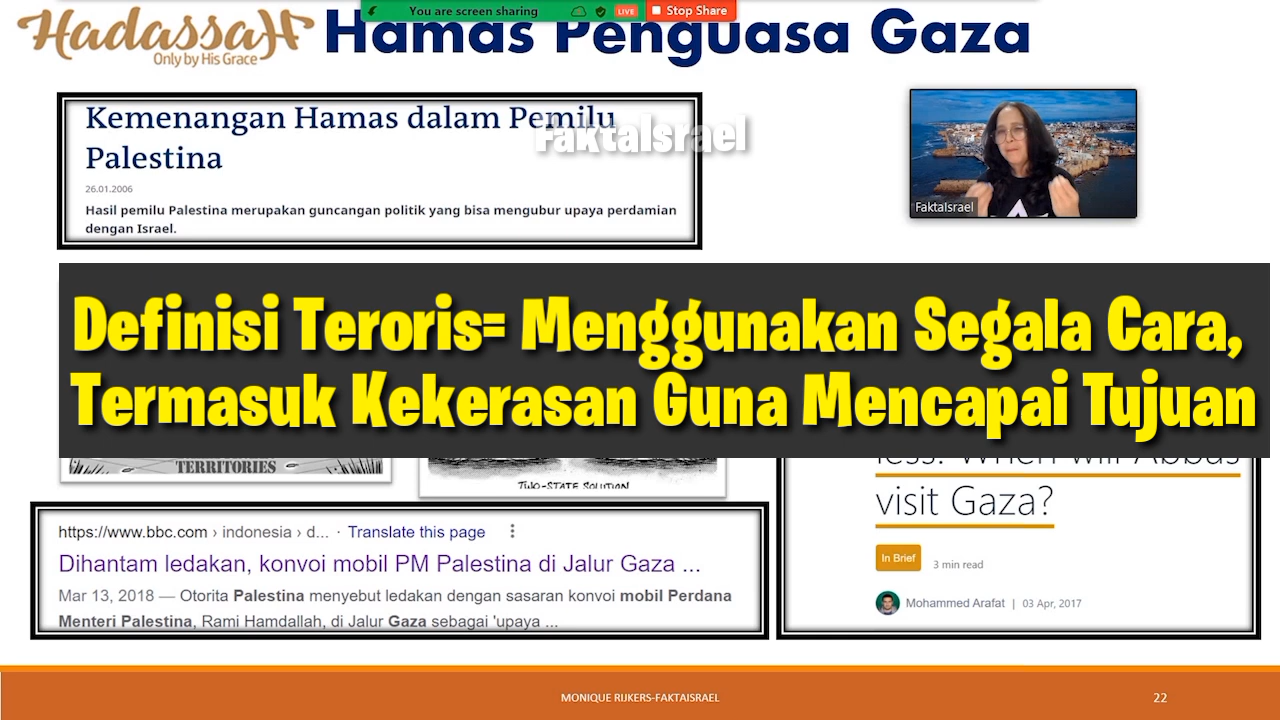 You are screen sharing
LIVE
Stop Share
HadassaH
Only by His Grace
Hamas Penguasa Gaza
Kemenangan Hamas dalam Pemilu
Palestina
26.01.2006
Hasil pemilu Palestina merupakan guncangan politik yang bisa mengubur upaya perdamian
dengan Israel.
FaktaIsrael
FaktaIsrael
Definisi Teroris= Menggunakan Segala Cara,
Termasuk Kekerasan Guna Mencapai Tujuan
TERRITORIES
TWO-STATE SOLUTION
less: When will Abbas
visit Gaza?
In Brief
3 min read
Mohammed Arafat | 03 Apr, 2017
https://www.bbc.com › indonesia › d... · Translate this page
Dihantam ledakan, konvoi mobil PM Palestina di Jalur Gaza ...
Mar 13, 2018 — Otorita Palestina menyebut ledakan dengan sasaran konvoi mobil Perdana
Menteri Palestina, Rami Hamdallah, di Jalur Gaza sebagai 'upaya ...
MONIQUE RIJKERS-FAKTAISRAEL
22